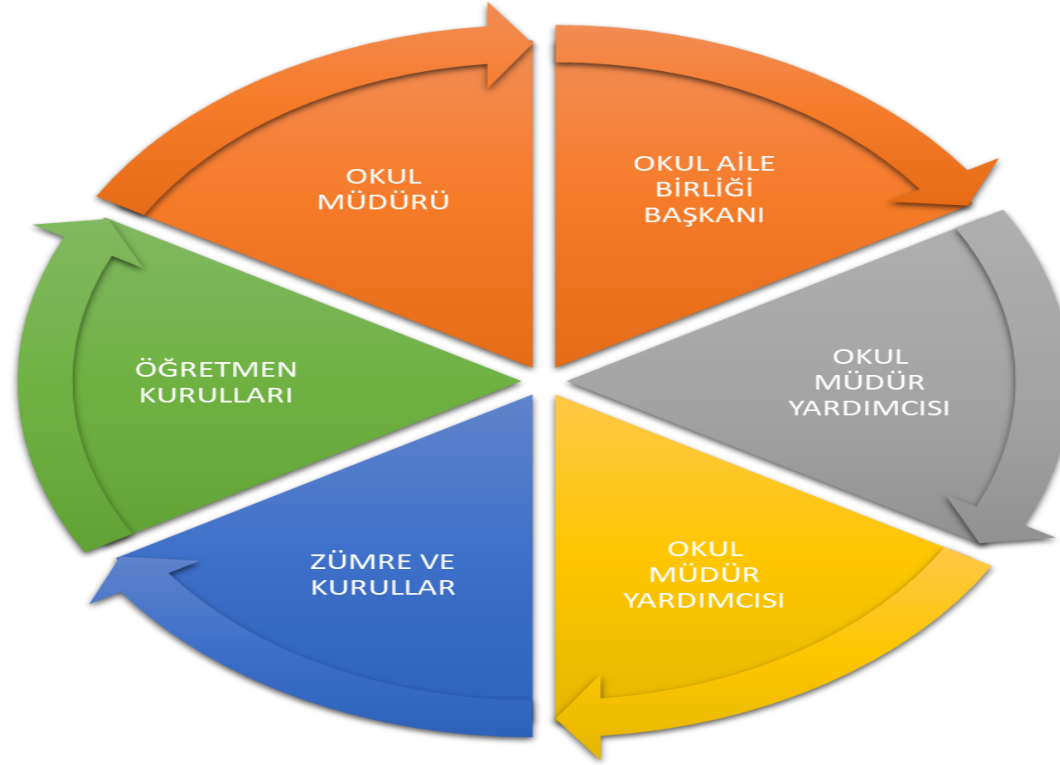 OKUL
MÜDÜRÜ
OKUL AİLE
BİRLİĞİ
BAŞKANI
OKUL
MÜDÜR
YARDIMCISI
OKUL
MÜDÜR
YARDIMCISI
ZÜMRE VE
KURULLAR
ÖĞRETMEN
KURULLARI